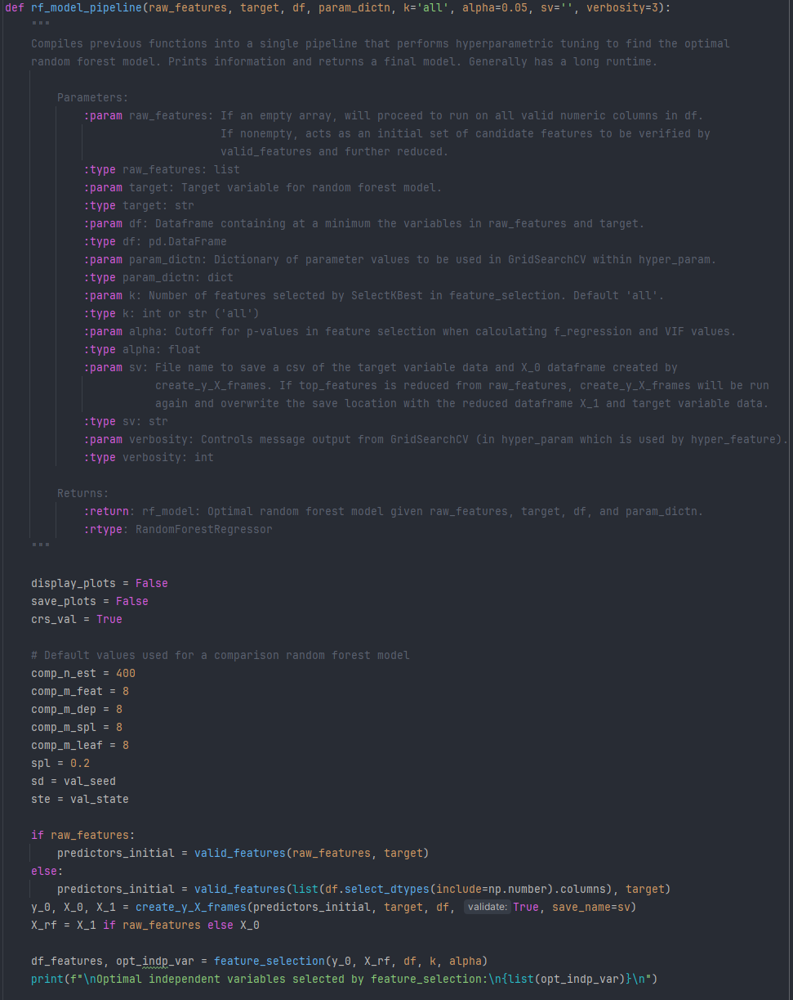 def rf_model_pipeline(raw_features, target, df, param_dictn, k='all', alpha=0.05, sv='', verbosity=3):
    """
    Compiles previous functions into a single pipeline that performs hyperparametric tuning to find the optimal
    random forest model. Prints information and returns a final model. Generally has a long runtime.

        Parameters:
            :param raw_features: If an empty array, will proceed to run on all valid numeric columns in df.
                                 If nonempty, acts as an initial set of candidate features to be verified by
                                 valid_features and further reduced.
            :type raw_features: list
            :param target: Target variable for random forest model.
            :type target: str
            :param df: Dataframe containing at a minimum the variables in raw_features and target.
            :type df: pd.DataFrame
            :param param_dictn: Dictionary of parameter values to be used in GridSearchCV within hyper_param.
            :type param_dictn: dict
            :param k: Number of features selected by SelectKBest in feature_selection. Default 'all'.
            :type k: int or str ('all')
            :param alpha: Cutoff for p-values in feature selection when calculating f_regression and VIF values.
            :type alpha: float
            :param sv: File name to save a csv of the target variable data and X_0 dataframe created by
                       create_y_X_frames. If top_features is reduced from raw_features, create_y_X_frames will be run
                       again and overwrite the save location with the reduced dataframe X_1 and target variable data.
            :type sv: str
            :param verbosity: Controls message output from GridSearchCV (in hyper_param which is used by hyper_feature).
            :type verbosity: int

        Returns:
            :return: rf_model: Optimal random forest model given raw_features, target, df, and param_dictn.
            :rtype: RandomForestRegressor
    """

    display_plots = False
    save_plots = False
    crs_val = True

    # Default values used for a comparison random forest model
    comp_n_est = 400
    comp_m_feat = 8
    comp_m_dep = 8
    comp_m_spl = 8
    comp_m_leaf = 8
    spl = 0.2
    sd = val_seed
    ste = val_state

    if raw_features:
        predictors_initial = valid_features(raw_features, target)
    else:
        predictors_initial = valid_features(list(df.select_dtypes(include=np.number).columns), target)
    y_0, X_0, X_1 = create_y_X_frames(predictors_initial, target, df, validate: True, save_name=sv)
    X_rf = X_1 if raw_features else X_0

    df_features, opt_indp_var = feature_selection(y_0, X_rf, df, k, alpha)
    print(f"\nOptimal independent variables selected by feature_selection:\n{list(opt_indp_var)}\n")